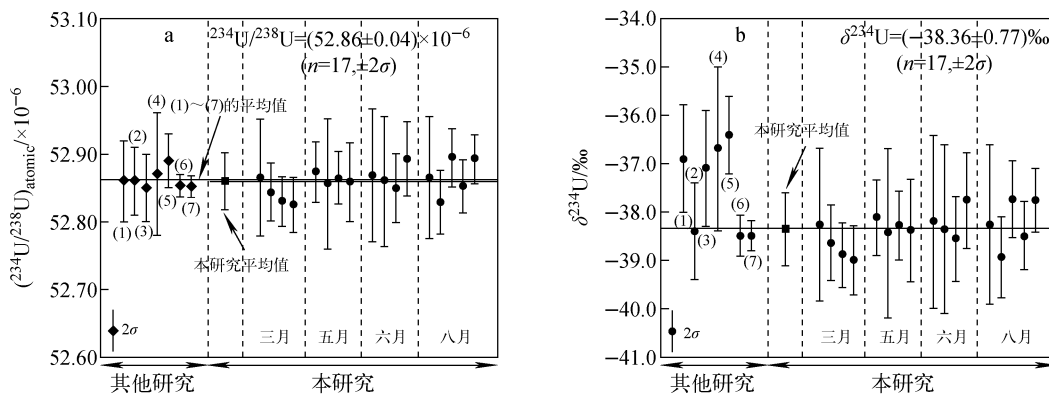 53.10
53.00
52.90
52.80
52.70
52.60
(²³⁴U/²³⁸U)atomic/×10⁻⁶
a
²³⁴U/²³⁸U=(52.86±0.04)×10⁻⁶
(n=17,±2σ)
(4)
(1)～(7)的平均值
(2)
(6)
(5)
(7)
(1)
(3)
本研究平均值
2σ
三月
五月
六月
八月
其他研究
本研究
−34.0
−35.0
−36.0
−37.0
−38.0
−39.0
−40.0
−41.0
δ²³⁴U/‰
b
δ²³⁴U=(−38.36±0.77)‰
(n=17,±2σ)
(4)
本研究平均值
(2)
(5)
(1)
(3)
(6)
(7)
2σ
三月
五月
六月
八月
其他研究
本研究